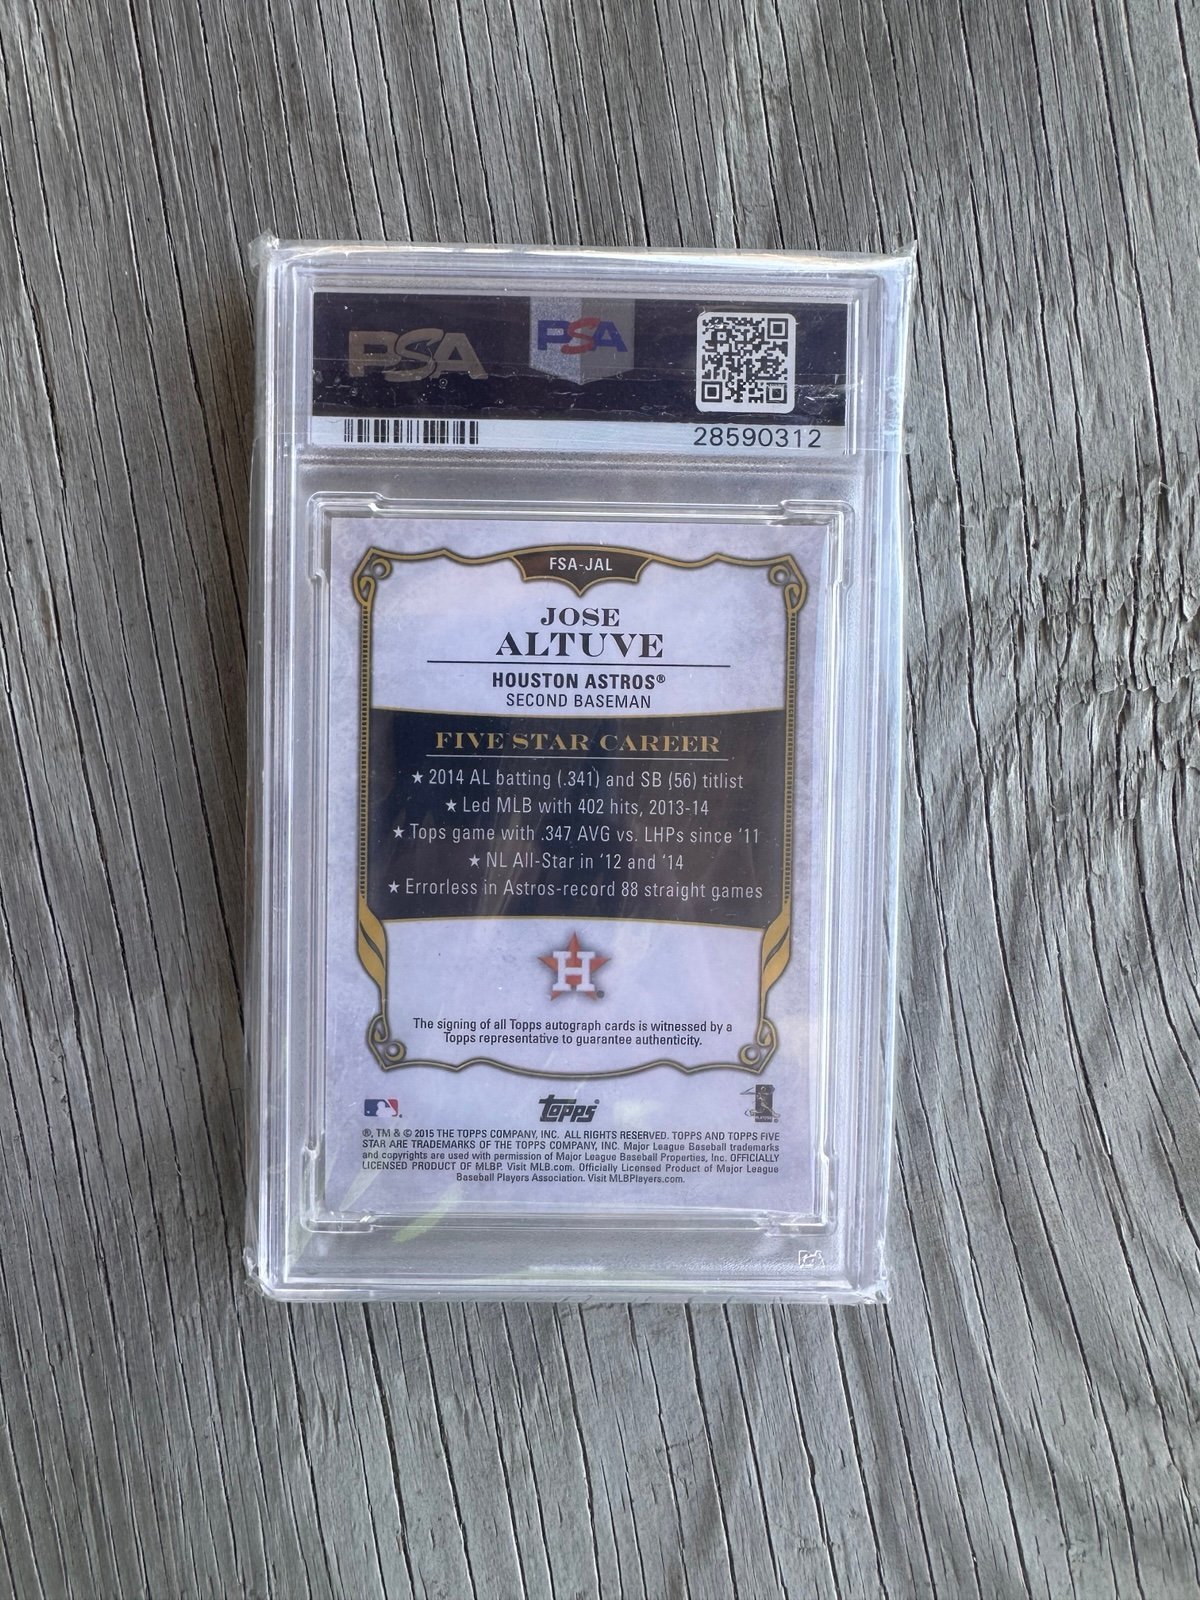 PSA
PSA
28590312
FSA-JAL
JOSE
ALTUVE
HOUSTON ASTROS®
SECOND BASEMAN
FIVE STAR CAREER
★ 2014 AL batting (.341) and SB (56) titlist
★ Led MLB with 402 hits, 2013-14
★ Tops game with .347 AVG vs. LHPs since '11
★ NL All-Star in '12 and '14
★ Errorless in Astros-record 88 straight games
H
The signing of all Topps autograph cards is witnessed by a
Topps representative to guarantee authenticity.
topps®
®, TM & © 2015 THE TOPPS COMPANY, INC. ALL RIGHTS RESERVED. TOPPS AND TOPPS FIVE
STAR ARE TRADEMARKS OF THE TOPPS COMPANY, INC. Major League Baseball trademarks
and copyrights are used with permission of Major League Baseball Properties, Inc. OFFICIALLY
LICENSED PRODUCT OF MLBP. Visit MLB.com. Officially Licensed Product of Major League
Baseball Players Association. Visit MLBPlayers.com.